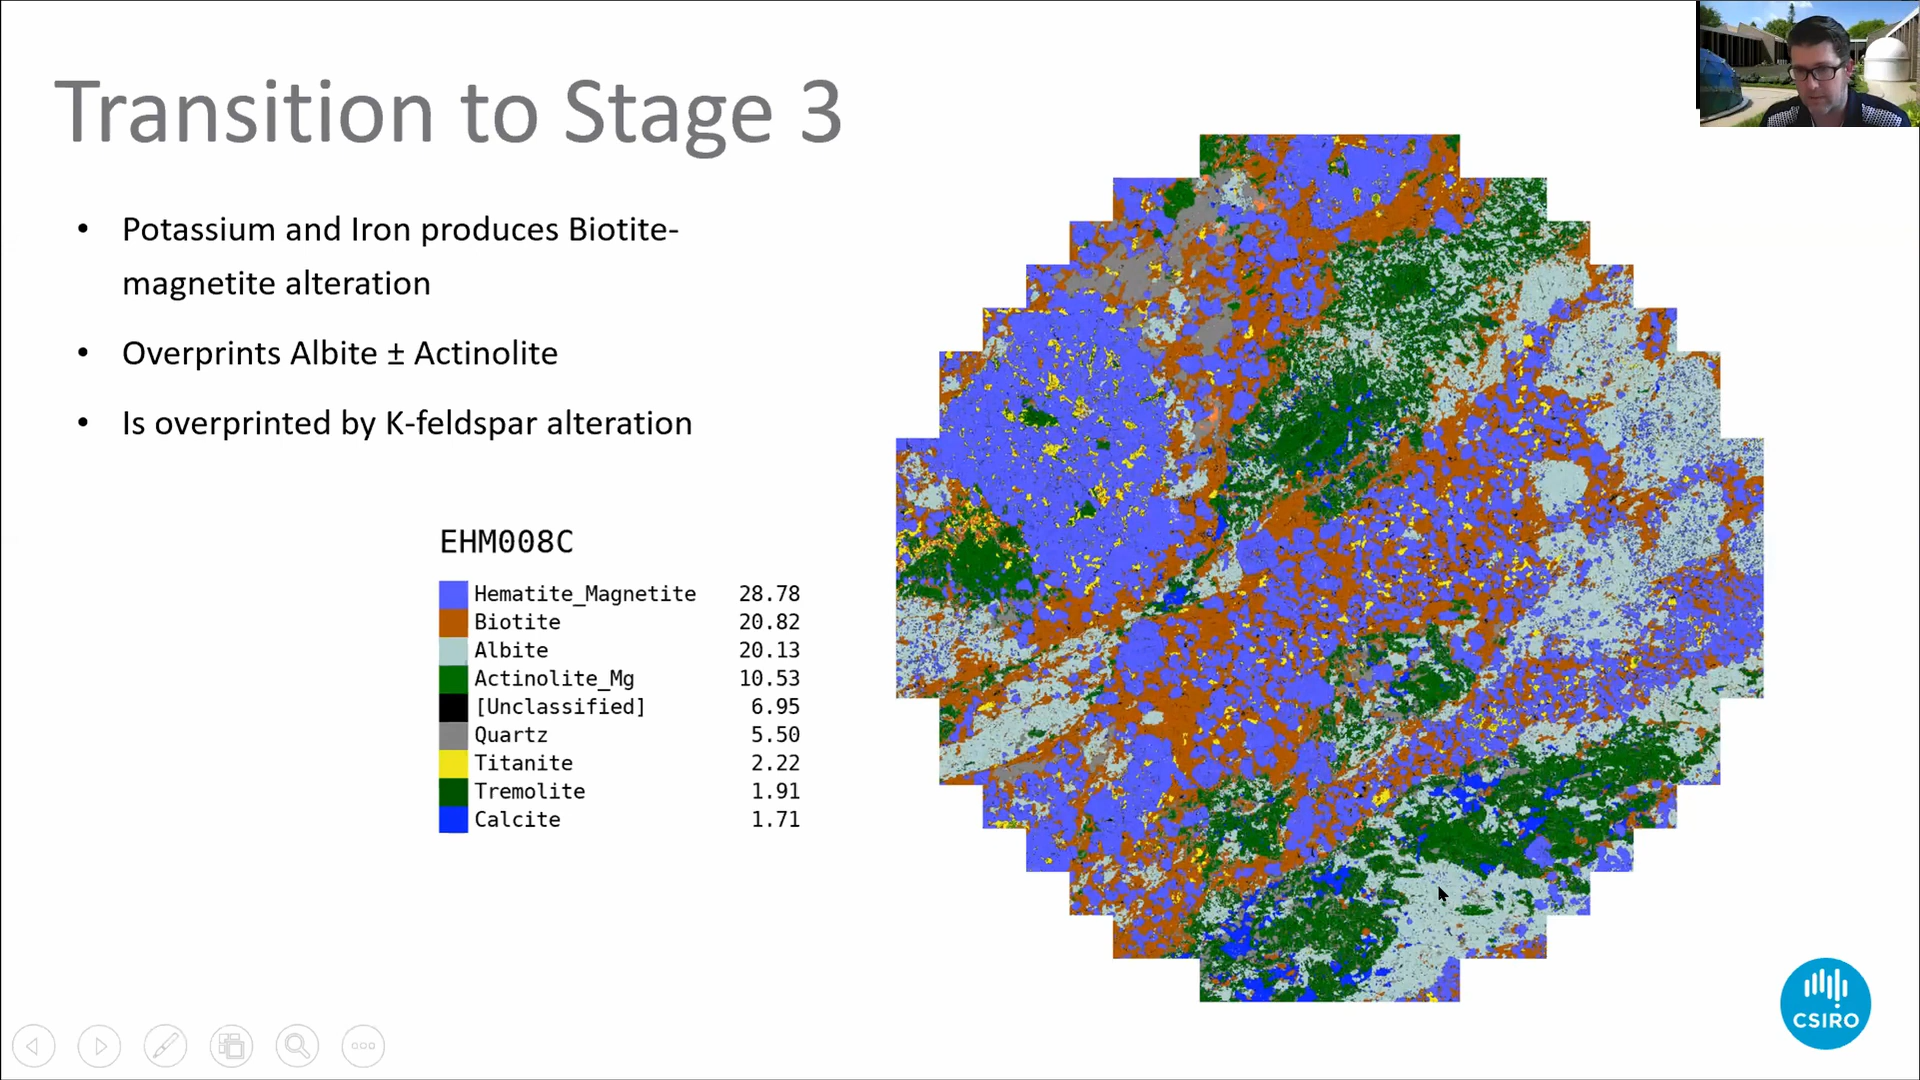 Transition to Stage 3
• Potassium and Iron produces Biotite-
magnetite alteration
• Overprints Albite ± Actinolite
• Is overprinted by K-feldspar alteration
EHM008C
Hematite_Magnetite 28.78
Biotite 20.82
Albite 20.13
Actinolite_Mg 10.53
[Unclassified] 6.95
Quartz 5.50
Titanite 2.22
Tremolite 1.91
Calcite 1.71
CSIRO